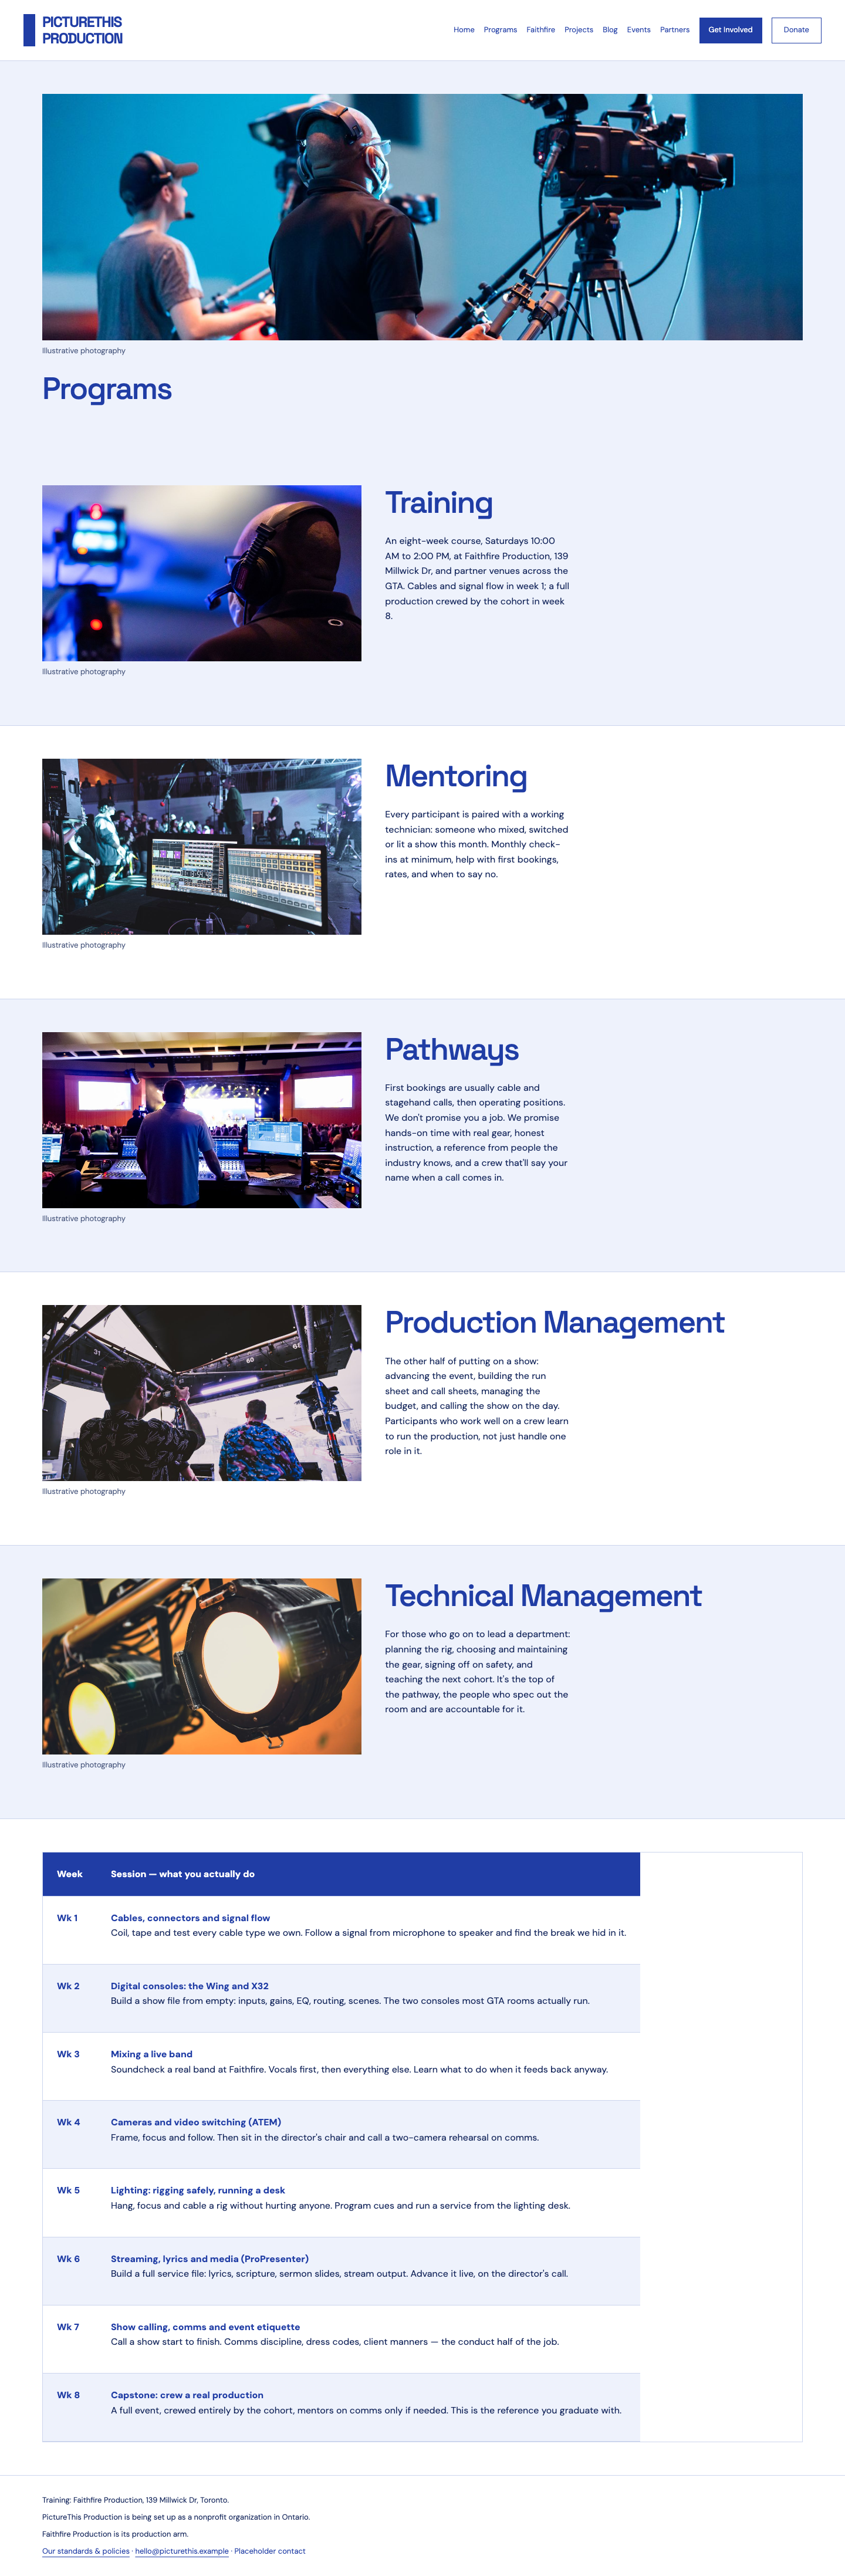 PICTURETHIS
PRODUCTION
Home Programs Faithfire Projects Blog Events Partners Get Involved Donate
Illustrative photography
Programs
Training
An eight-week course, Saturdays 10:00
AM to 2:00 PM, at Faithfire Production, 139
Millwick Dr, and partner venues across the
GTA. Cables and signal flow in week 1; a full
production crewed by the cohort in week
8.
Illustrative photography
Mentoring
Every participant is paired with a working
technician: someone who mixed, switched
or lit a show this month. Monthly check-
ins at minimum, help with first bookings,
rates, and when to say no.
Illustrative photography
Pathways
First bookings are usually cable and
stagehand calls, then operating positions.
We don't promise you a job. We promise
hands-on time with real gear, honest
instruction, a reference from people the
industry knows, and a crew that'll say your
name when a call comes in.
Illustrative photography
Production Management
The other half of putting on a show:
advancing the event, building the run
sheet and call sheets, managing the
budget, and calling the show on the day.
Participants who work well on a crew learn
to run the production, not just handle one
role in it.
31
60
Illustrative photography
Technical Management
For those who go on to lead a department:
planning the rig, choosing and maintaining
the gear, signing off on safety, and
teaching the next cohort. It's the top of
the pathway, the people who spec out the
room and are accountable for it.
Illustrative photography
Week Session — what you actually do
Wk 1 Cables, connectors and signal flow
Coil, tape and test every cable type we own. Follow a signal from microphone to speaker and find the break we hid in it.
Wk 2 Digital consoles: the Wing and X32
Build a show file from empty: inputs, gains, EQ, routing, scenes. The two consoles most GTA rooms actually run.
Wk 3 Mixing a live band
Soundcheck a real band at Faithfire. Vocals first, then everything else. Learn what to do when it feeds back anyway.
Wk 4 Cameras and video switching (ATEM)
Frame, focus and follow. Then sit in the director's chair and call a two-camera rehearsal on comms.
Wk 5 Lighting: rigging safely, running a desk
Hang, focus and cable a rig without hurting anyone. Program cues and run a service from the lighting desk.
Wk 6 Streaming, lyrics and media (ProPresenter)
Build a full service file: lyrics, scripture, sermon slides, stream output. Advance it live, on the director's call.
Wk 7 Show calling, comms and event etiquette
Call a show start to finish. Comms discipline, dress codes, client manners — the conduct half of the job.
Wk 8 Capstone: crew a real production
A full event, crewed entirely by the cohort, mentors on comms only if needed. This is the reference you graduate with.
Training: Faithfire Production, 139 Millwick Dr, Toronto.
PictureThis Production is being set up as a nonprofit organization in Ontario.
Faithfire Production is its production arm.
Our standards & policies · hello@picturethis.example · Placeholder contact